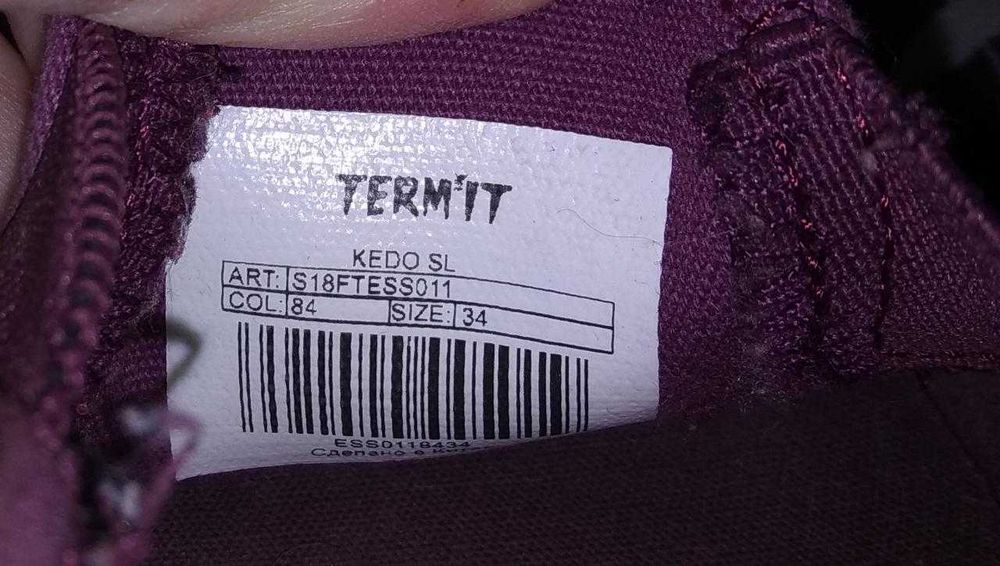 TERM'IT
KEDO SL
ART: S18FTESS011
COL: 84 SIZE: 34
ESS0118434
Сделано в